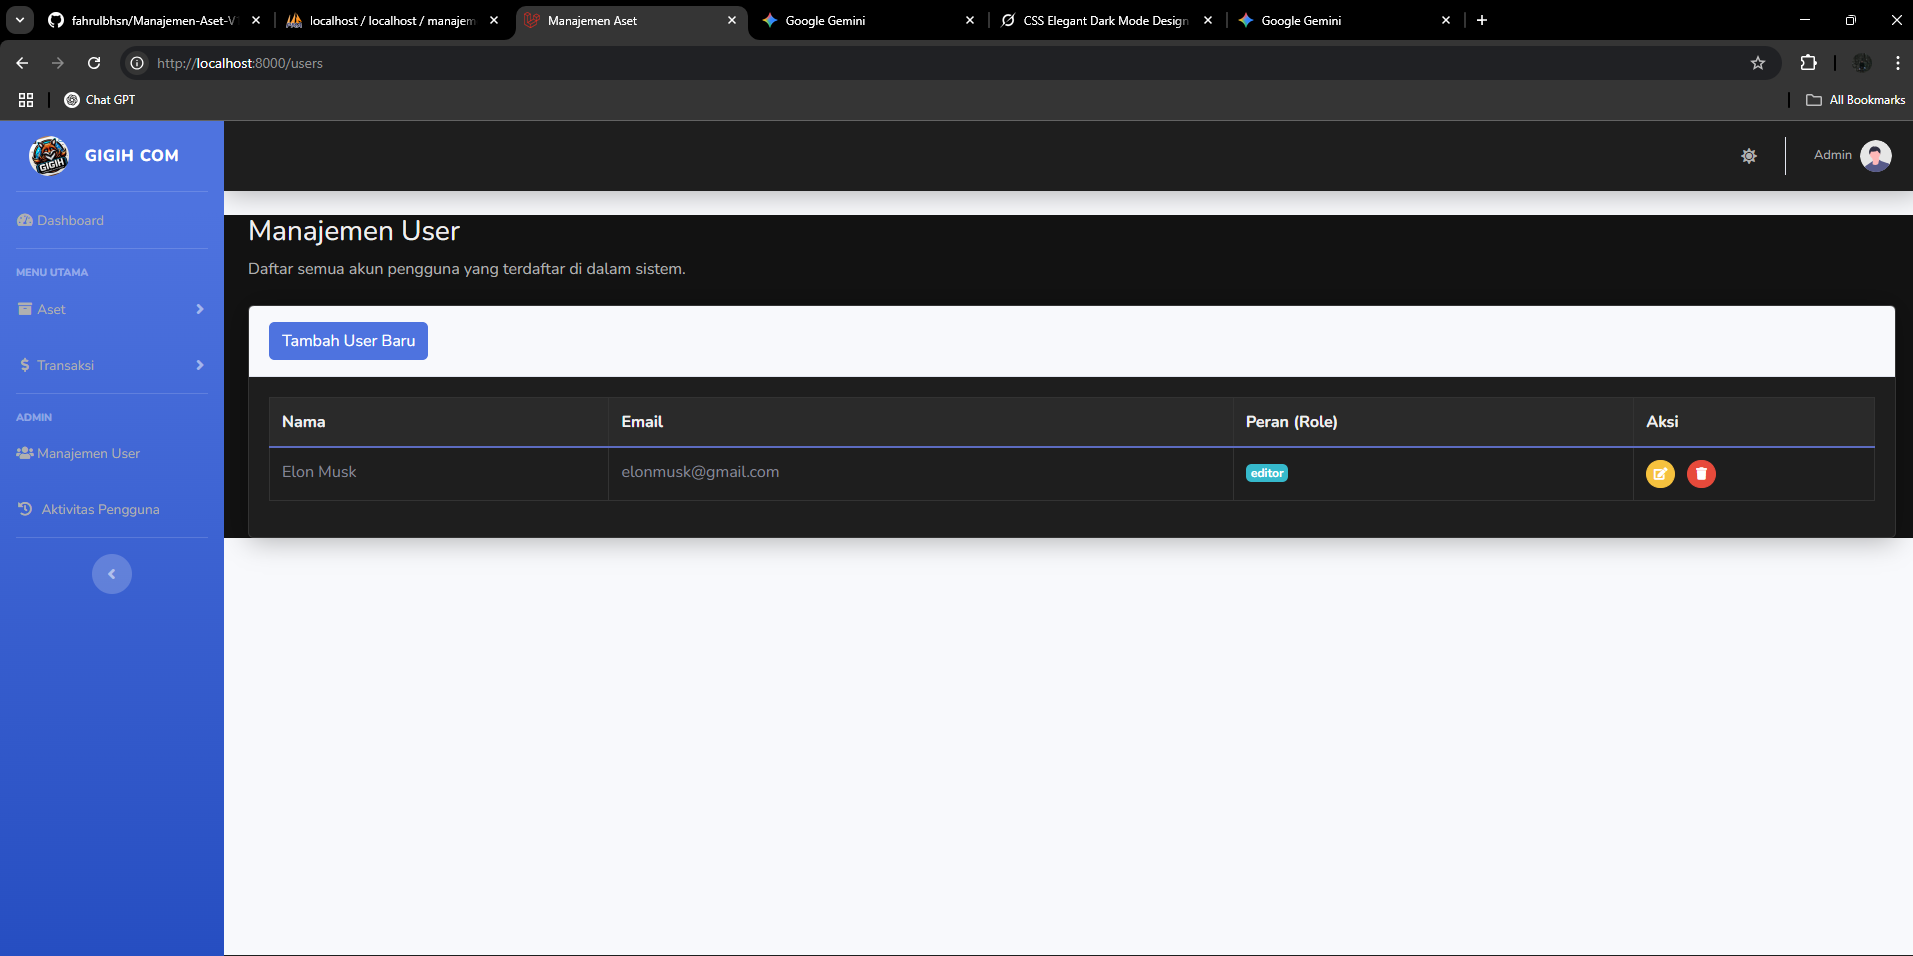 fahrulbhsn/Manajemen-Aset-V1
localhost / localhost / manajem
Manajemen Aset
Google Gemini
CSS Elegant Dark Mode Design
Google Gemini
http://localhost:8000/users
Chat GPT
All Bookmarks
GIGIH
GIGIH COM
Admin
Dashboard
MENU UTAMA
Aset
Transaksi
ADMIN
Manajemen User
Aktivitas Pengguna
Manajemen User
Daftar semua akun pengguna yang terdaftar di dalam sistem.
Tambah User Baru
Nama Email Peran (Role) Aksi
Elon Musk elonmusk@gmail.com editor